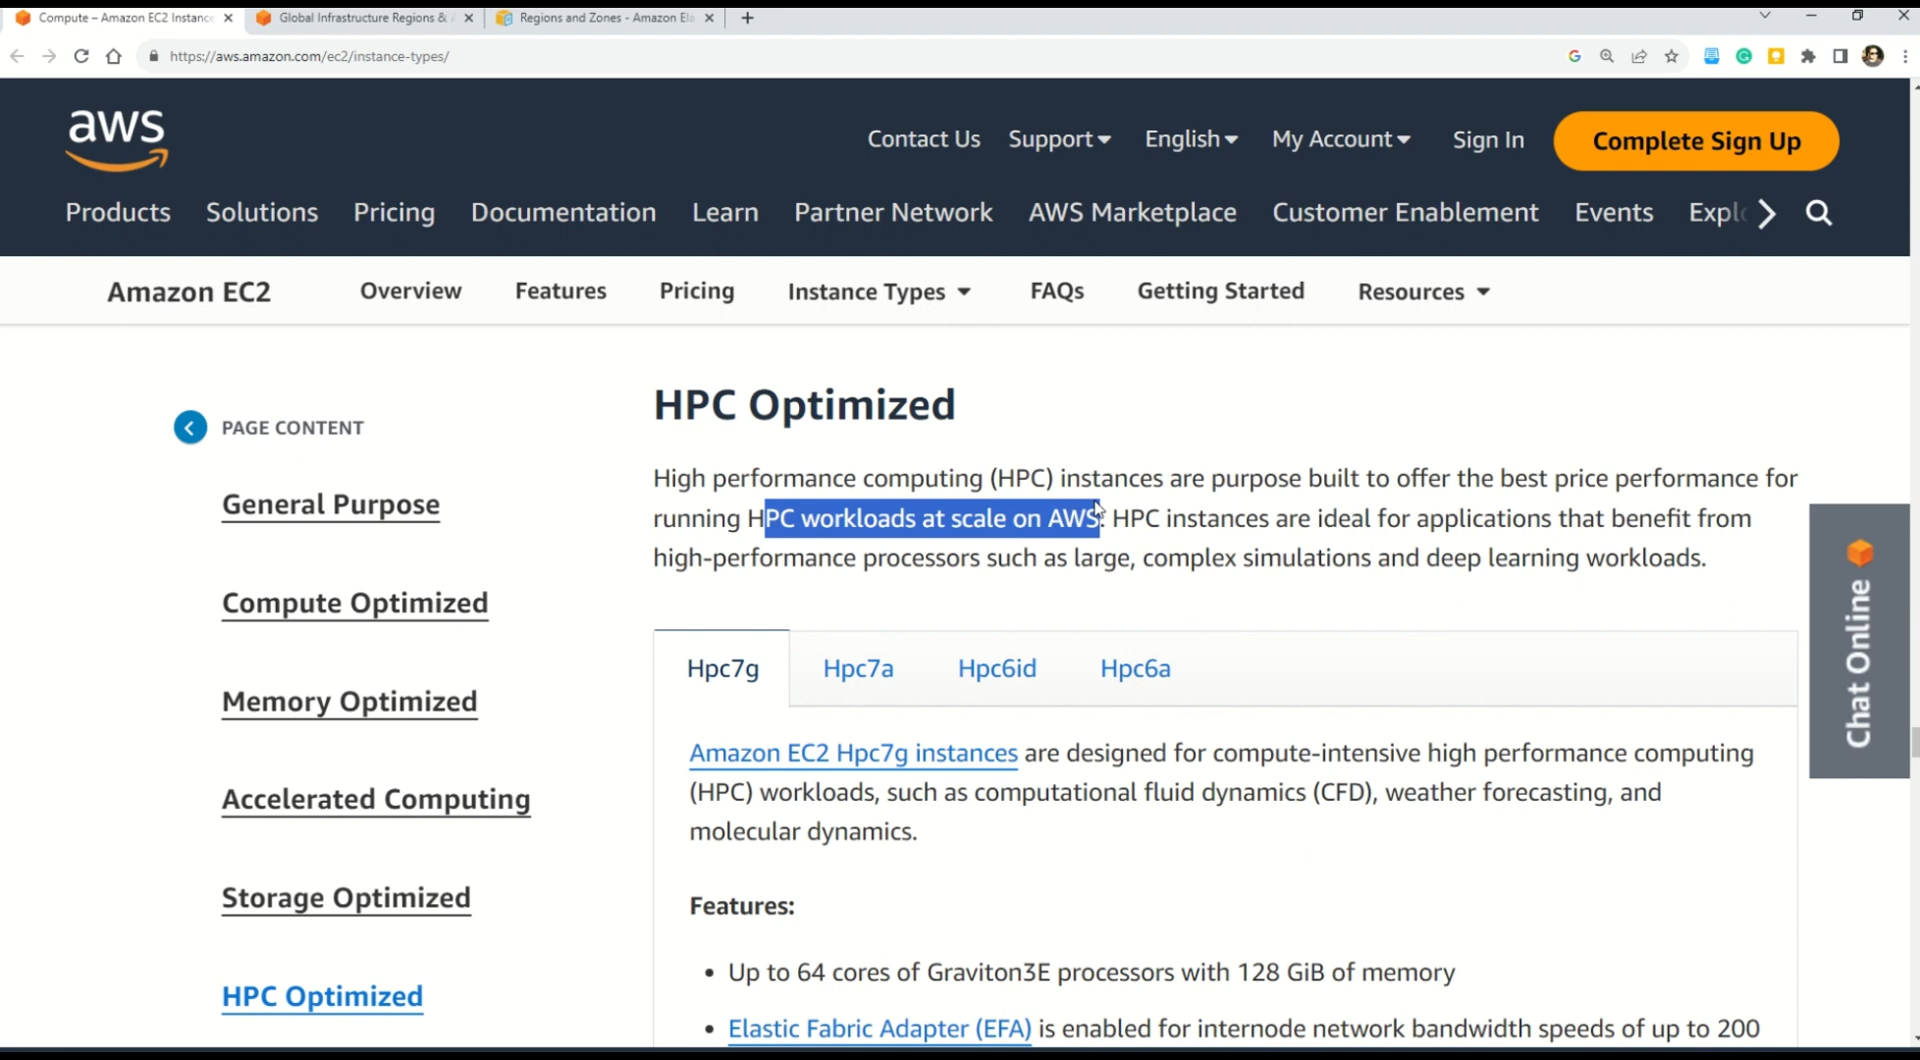 Compute – Amazon EC2 Instance
Global Infrastructure Regions &
Regions and Zones - Amazon Ela
https://aws.amazon.com/ec2/instance-types/
aws
Contact Us
Support
English
My Account
Sign In
Complete Sign Up
Products
Solutions
Pricing
Documentation
Learn
Partner Network
AWS Marketplace
Customer Enablement
Events
Explo
Amazon EC2
Overview
Features
Pricing
Instance Types
FAQs
Getting Started
Resources
PAGE CONTENT
General Purpose
Compute Optimized
Memory Optimized
Accelerated Computing
Storage Optimized
HPC Optimized
HPC Optimized
High performance computing (HPC) instances are purpose built to offer the best price performance for
running HPC workloads at scale on AWS. HPC instances are ideal for applications that benefit from
high-performance processors such as large, complex simulations and deep learning workloads.
Hpc7g
Hpc7a
Hpc6id
Hpc6a
Amazon EC2 Hpc7g instances are designed for compute-intensive high performance computing
(HPC) workloads, such as computational fluid dynamics (CFD), weather forecasting, and
molecular dynamics.
Features:
• Up to 64 cores of Graviton3E processors with 128 GiB of memory
• Elastic Fabric Adapter (EFA) is enabled for internode network bandwidth speeds of up to 200
Chat Online